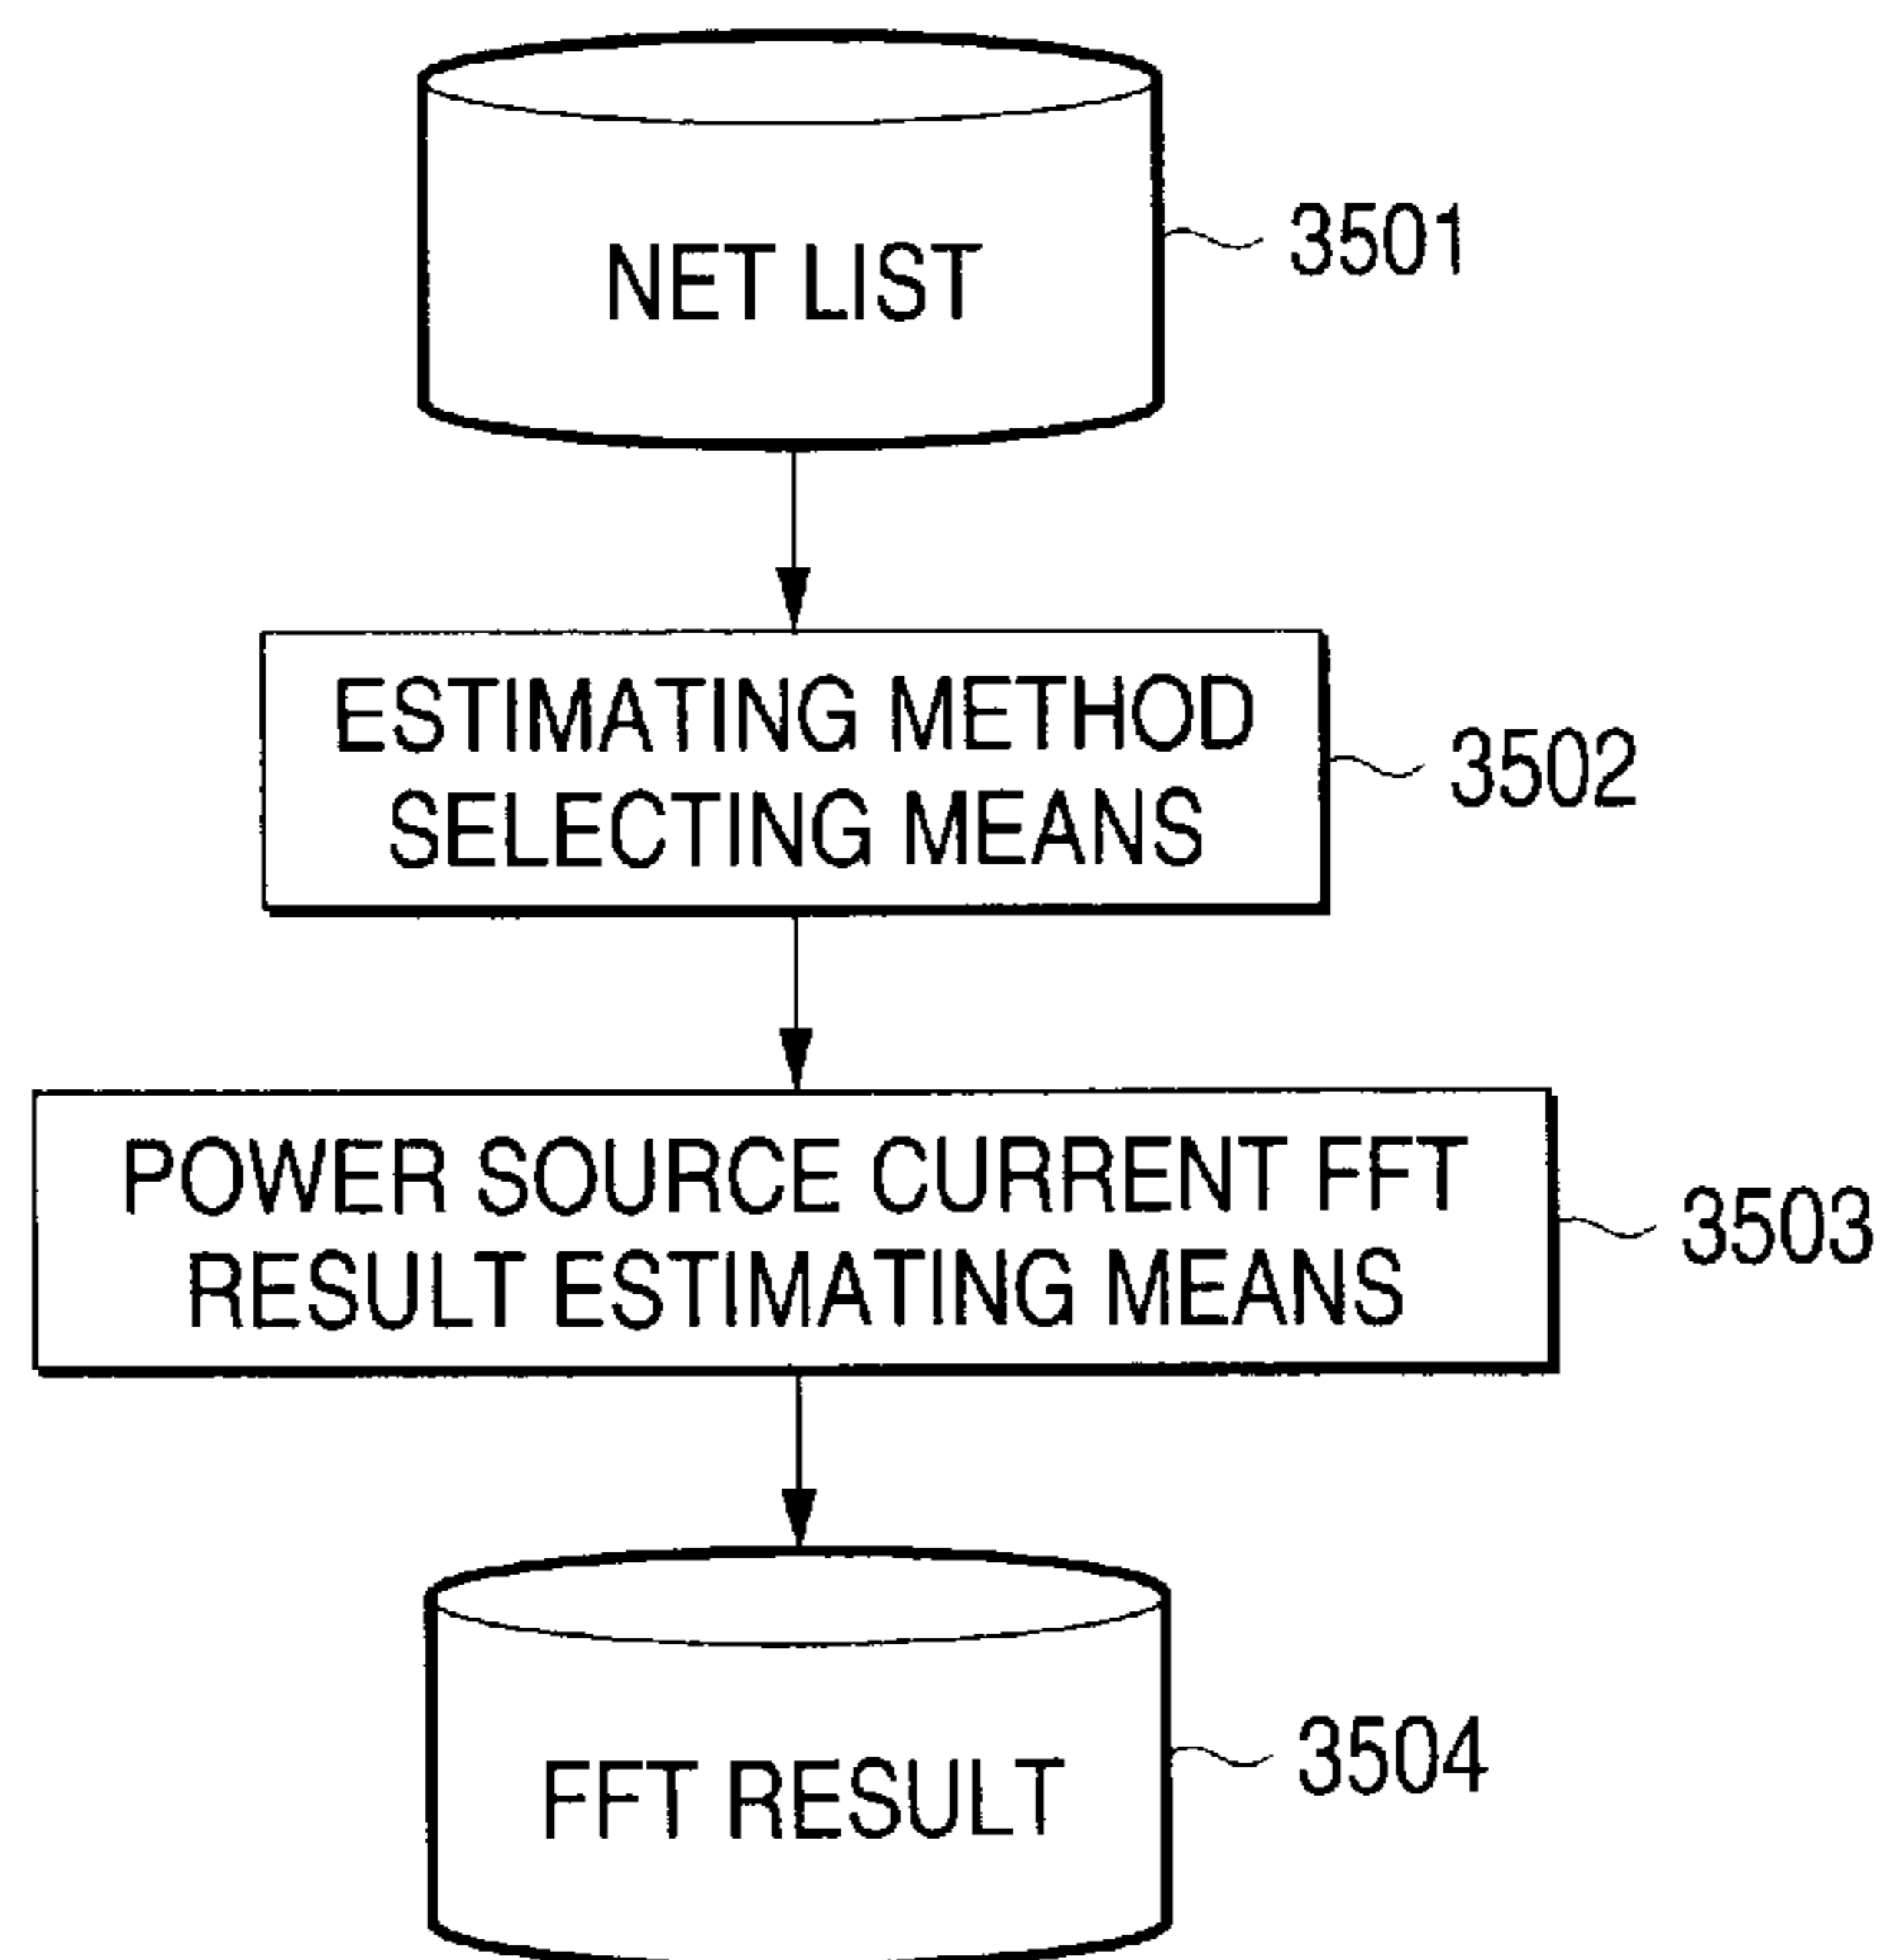 NET LIST
3501
ESTIMATING METHOD
SELECTING MEANS
3502
POWER SOURCE CURRENT FFT
RESULT ESTIMATING MEANS
3503
FFT RESULT
3504